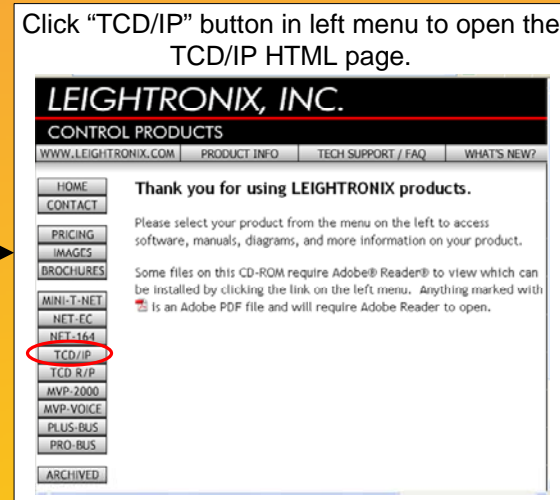 Click “TCD/IP” button in left menu to open the
TCD/IP HTML page.
LEIGHTRONIX, INC.
CONTROL PRODUCTS
WWW.LEIGHTRONIX.COM PRODUCT INFO TECH SUPPORT / FAQ WHAT'S NEW?
HOME
CONTACT
PRICING
IMAGES
BROCHURES
MINI-T-NET
NET-EC
NET-164
TCD/IP
TCD R/P
MVP-2000
MVP-VOICE
PLUS-BUS
PRO-BUS
ARCHIVED
Thank you for using LEIGHTRONIX products.
Please select your product from the menu on the left to access
software, manuals, diagrams, and more information on your product.
Some files on this CD-ROM require Adobe® Reader® to view which can
be installed by clicking the link on the left menu. Anything marked with
is an Adobe PDF file and will require Adobe Reader to open.